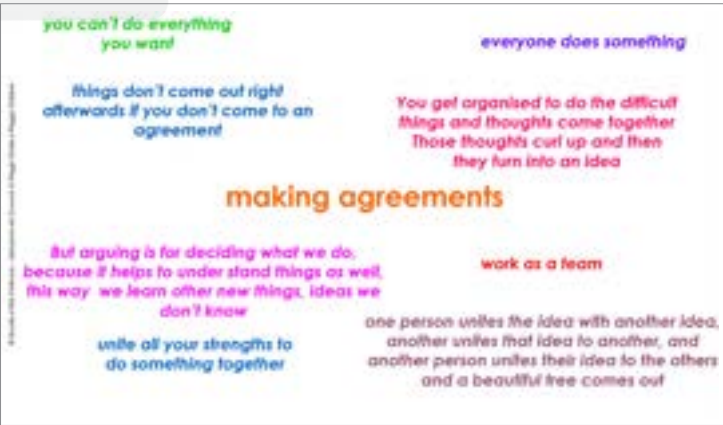 you can't do everything
you want
everyone does something
things don't come out right
afterwards if you don't come to an
agreement
You get organised to do the difficult
things and thoughts come together
Those thoughts curl up and then
they turn into an idea
making agreements
But arguing is for deciding what we do,
because it helps to under stand things as well,
this way we learn other new things, ideas we
don't know
work as a team
unite all your strengths to
do something together
one person unites the idea with another idea,
another unites that idea to another, and
another person unites their idea to the others
and a beautiful tree comes out